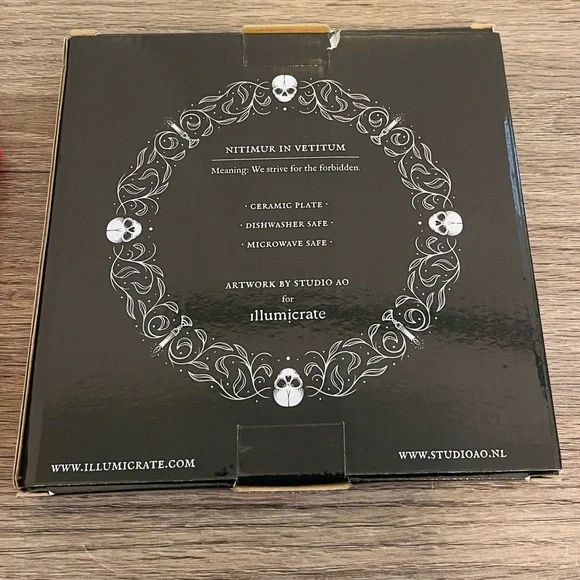 NITIMUR IN VETITUM
Meaning: We strive for the forbidden.
· CERAMIC PLATE ·
· DISHWASHER SAFE ·
· MICROWAVE SAFE ·
ARTWORK BY STUDIO AO
for
illumicrate
WWW.ILLUMICRATE.COM
WWW.STUDIOAO.NL